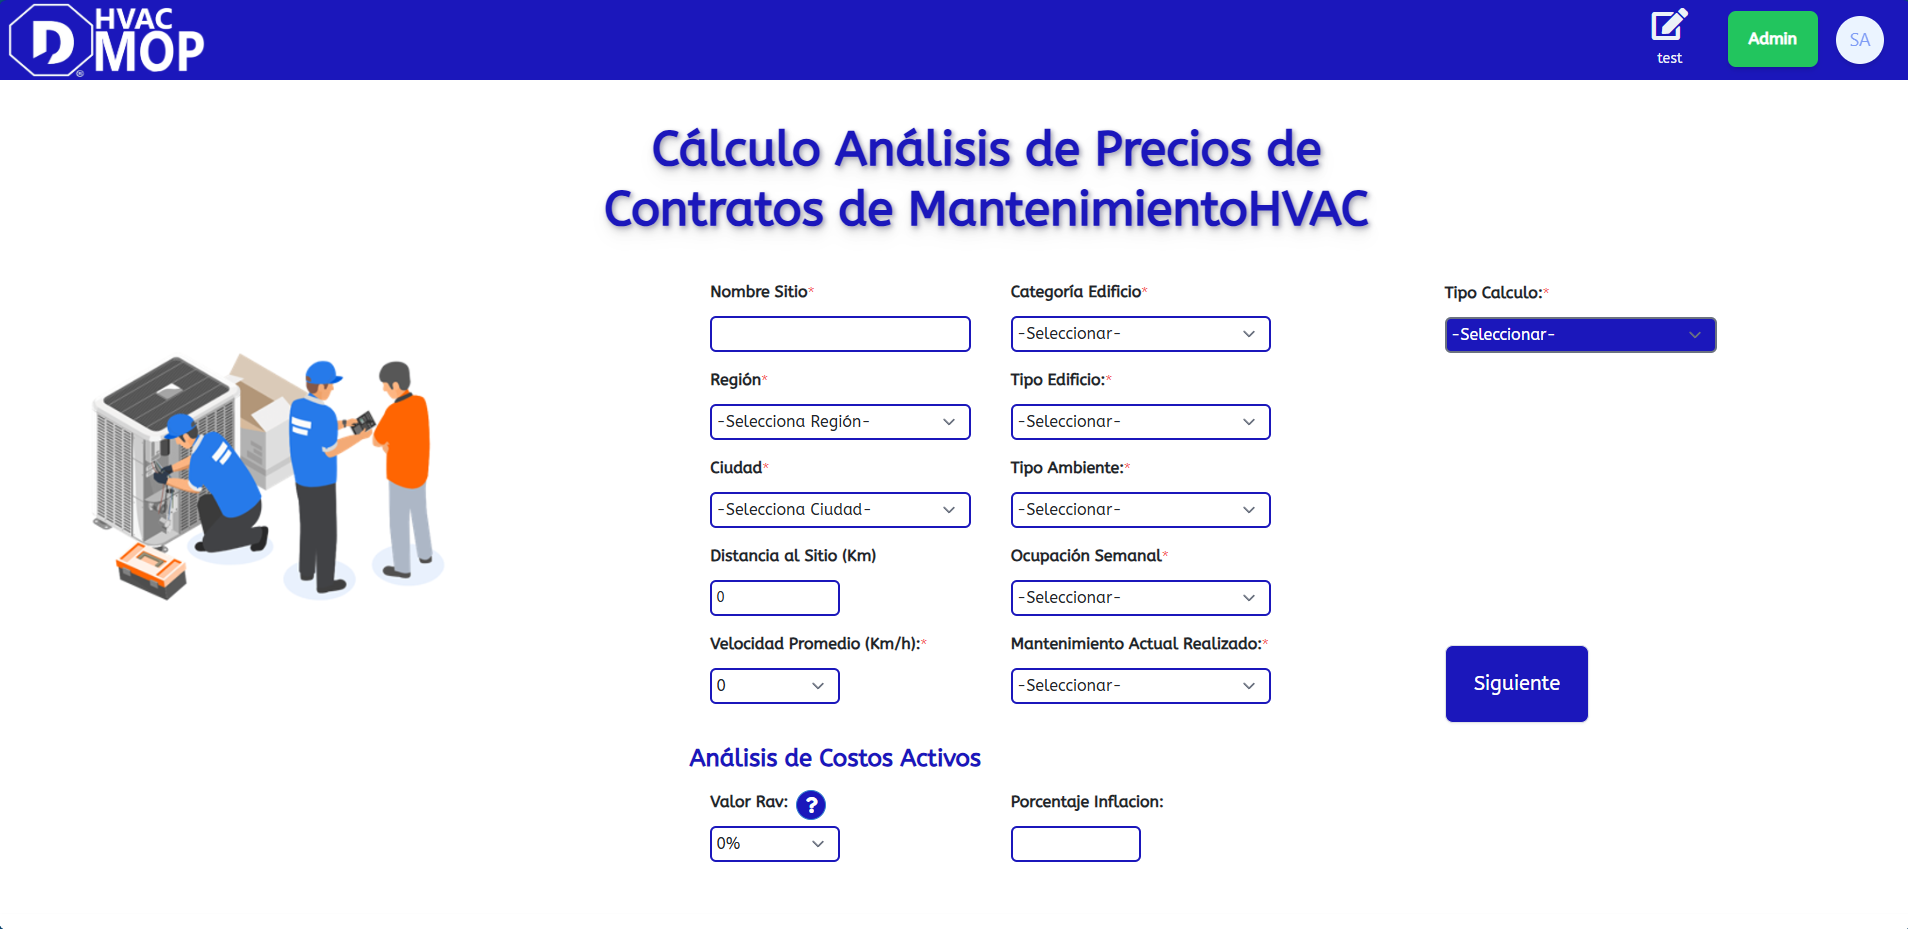 HVAC
D MOP
®
test
Admin
SA
Cálculo Análisis de Precios de
Contratos de MantenimientoHVAC
Nombre Sitio*
Categoría Edificio*
-Seleccionar-
Tipo Calculo:*
-Seleccionar-
Región*
-Selecciona Región-
Tipo Edificio:*
-Seleccionar-
Ciudad*
-Selecciona Ciudad-
Tipo Ambiente:*
-Seleccionar-
Distancia al Sitio (Km)
0
Ocupación Semanal*
-Seleccionar-
Velocidad Promedio (Km/h):*
0
Mantenimiento Actual Realizado:*
-Seleccionar-
Siguiente
Análisis de Costos Activos
Valor Rav: ?
0%
Porcentaje Inflacion: